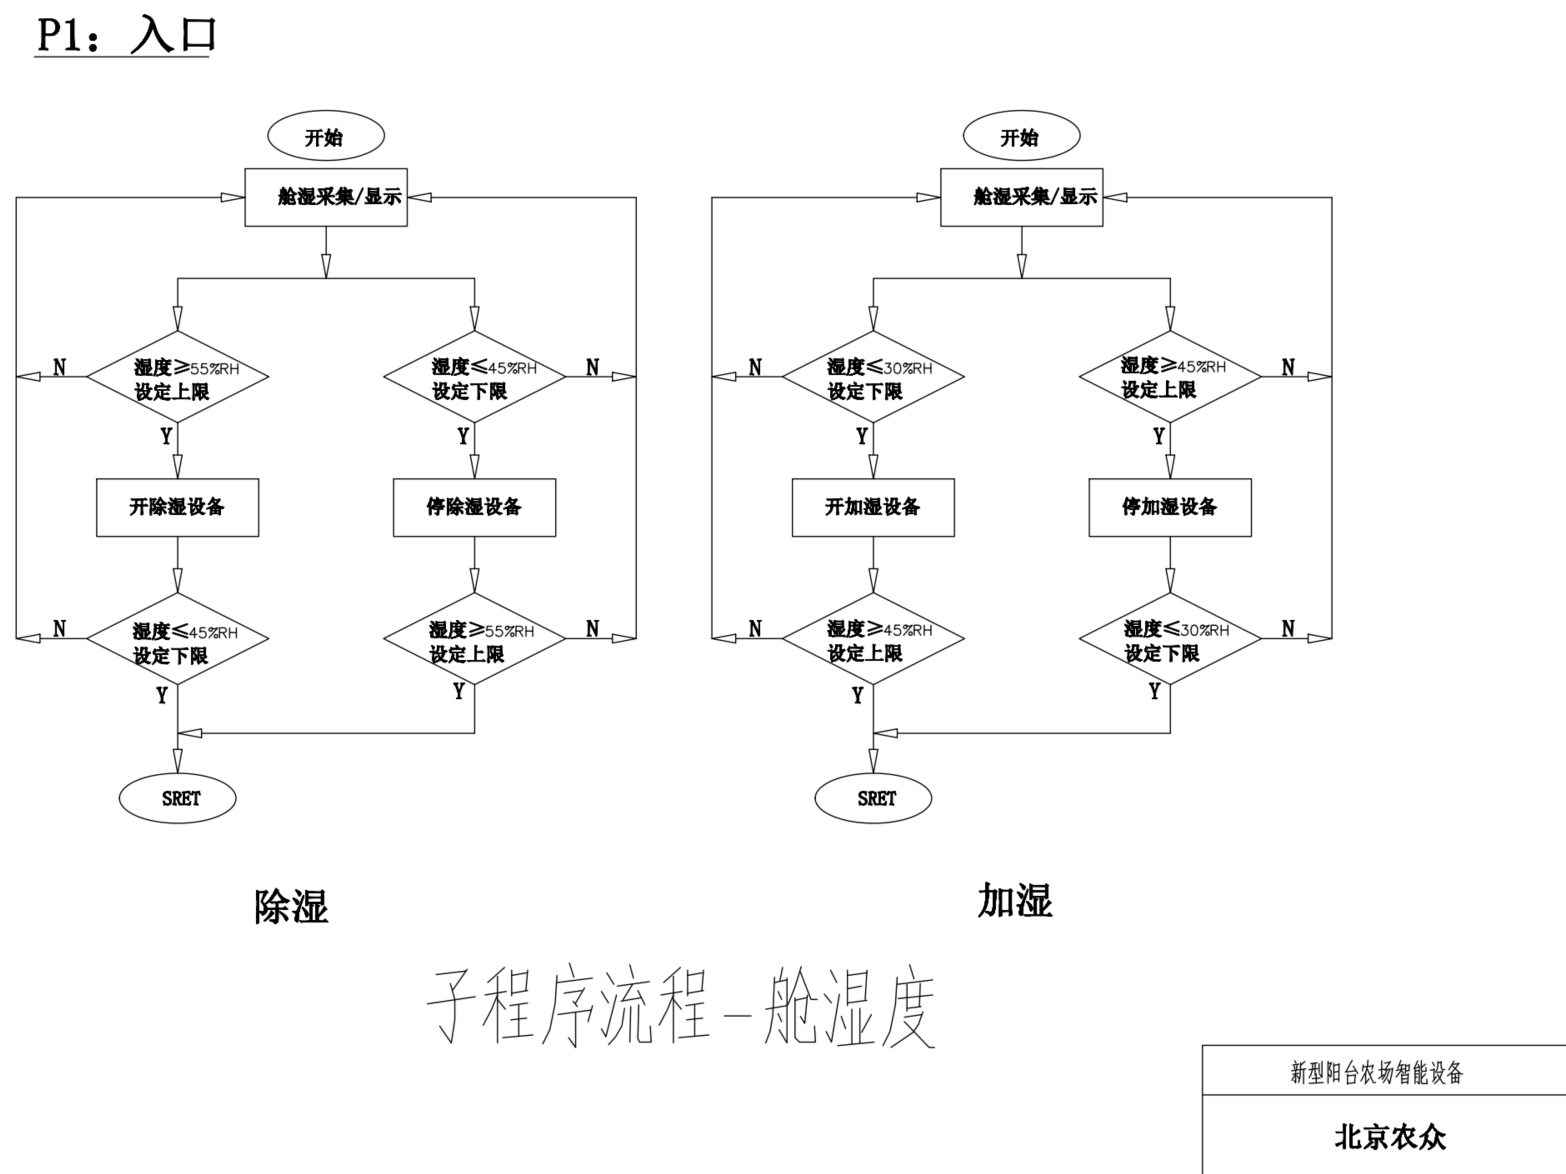 P1：入口
开始
舱湿采集/显示
湿度≥55%RH
设定上限
N
Y
湿度≤45%RH
设定下限
N
Y
开除湿设备
停除湿设备
湿度≤45%RH
设定下限
N
Y
湿度≥55%RH
设定上限
N
Y
SRET
除湿
开始
舱湿采集/显示
湿度≤30%RH
设定下限
N
Y
湿度≥45%RH
设定上限
N
Y
开加湿设备
停加湿设备
湿度≥45%RH
设定上限
N
Y
湿度≤30%RH
设定下限
N
Y
SRET
加湿
子程序流程-舱湿度
新型阳台农场智能设备
北京农众